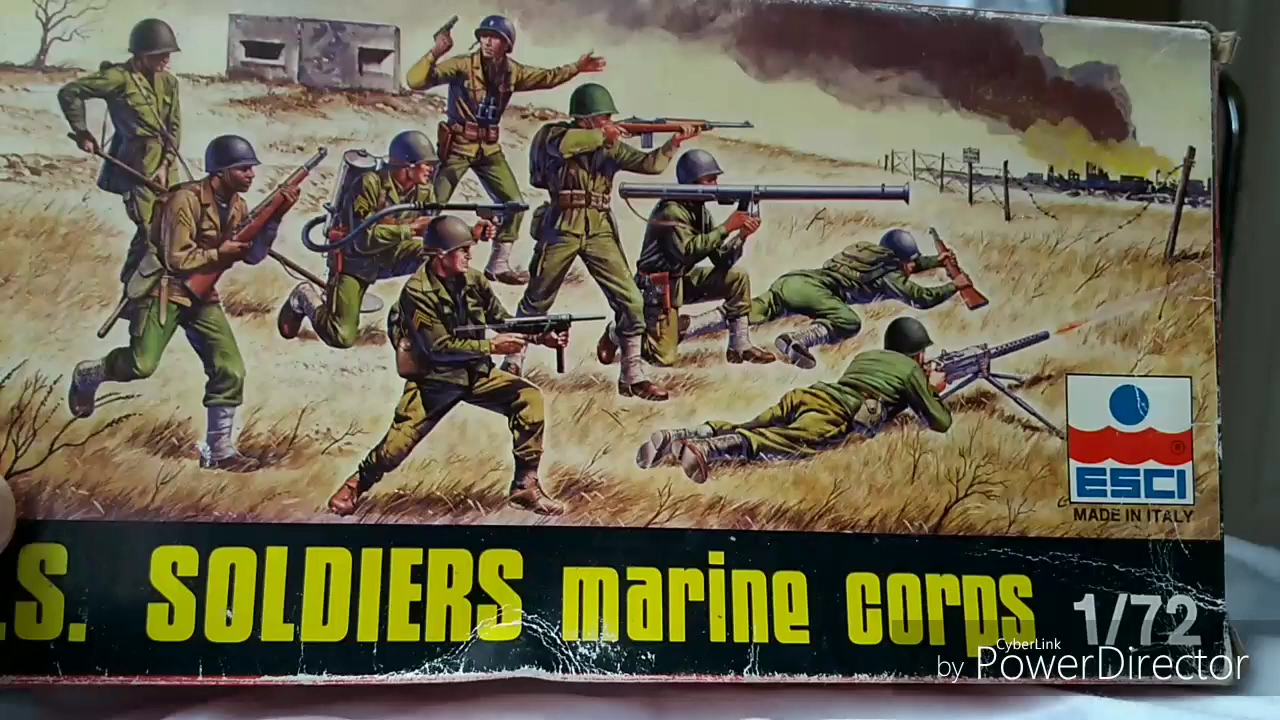 ESCI
MADE IN ITALY
.S. SOLDIERS marine corps 1/72
CyberLink
by PowerDirector